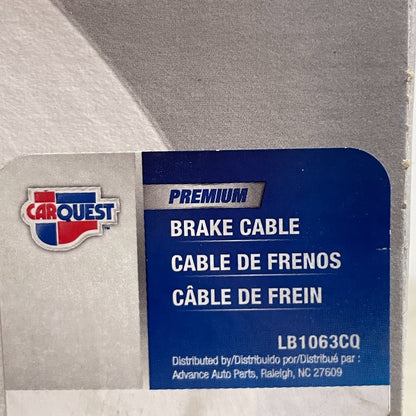 CARQUEST™
PREMIUM
BRAKE CABLE
CABLE DE FRENOS
CÂBLE DE FREIN
LB1063CQ
Distributed by/Distribuido por/Distribué par :
Advance Auto Parts, Raleigh, NC 27609